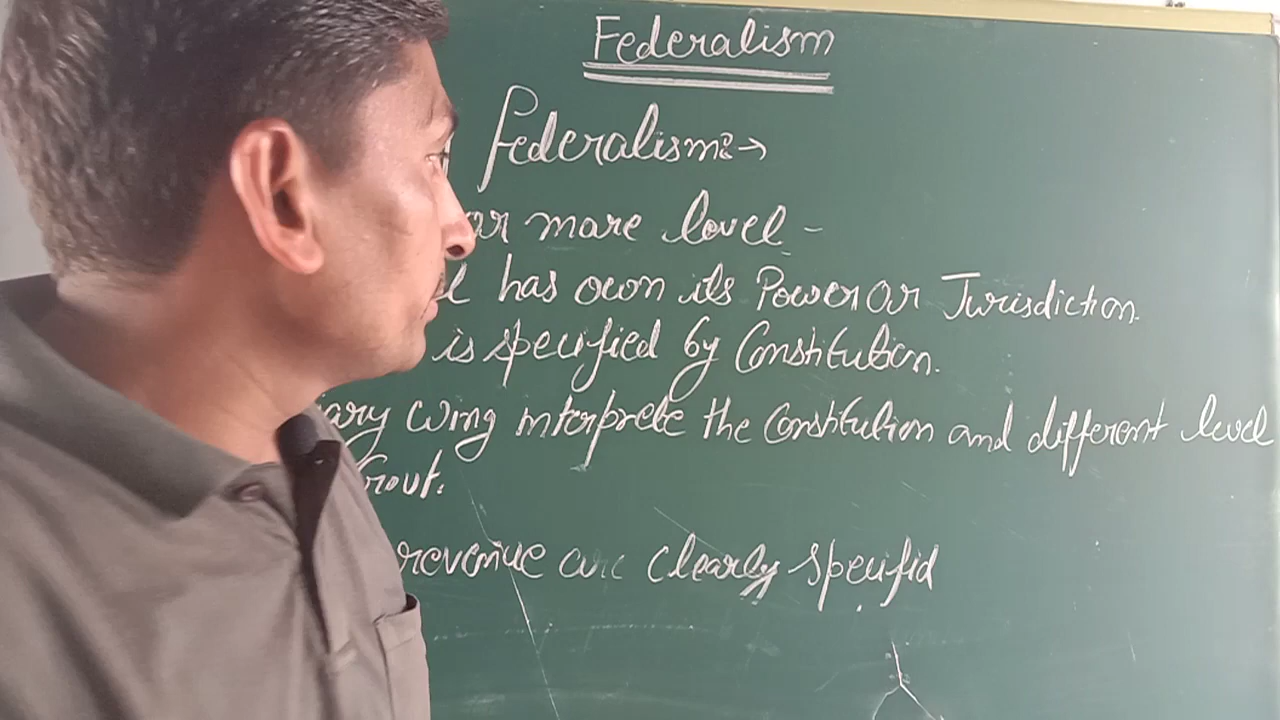 Federalism
Federalism:→
or more level -
has own its Power or Jurisdiction.
is specified by Constitution.
iary wing interprete the Constitution and different level
Govt.
revenue are clearly specifid